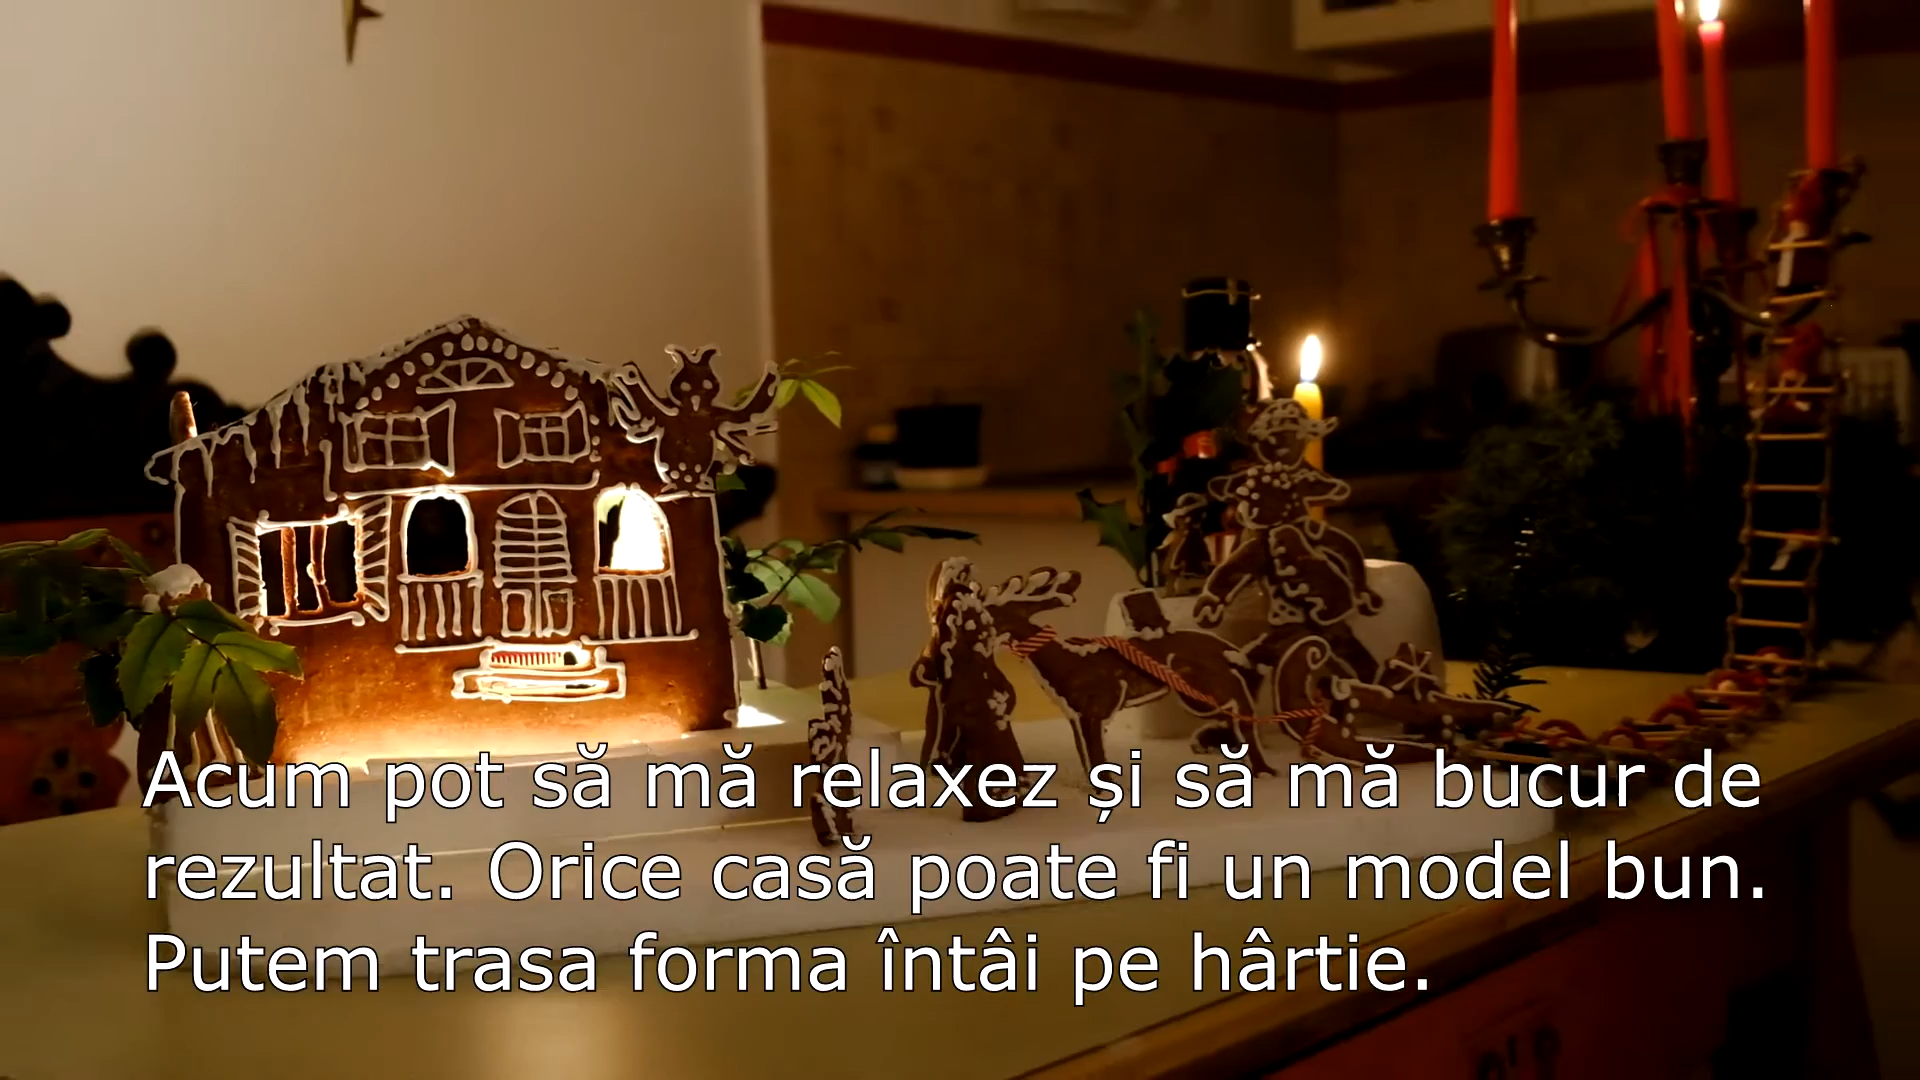 Acum pot să mă relaxez și să mă bucur de
rezultat. Orice casă poate fi un model bun.
Putem trasa forma întâi pe hârtie.